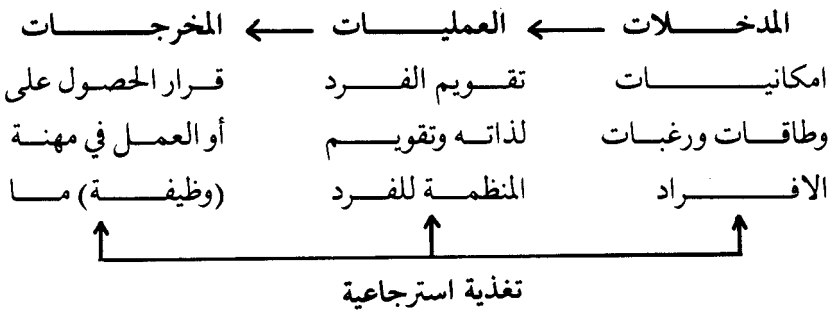 المدخلات ← العمليات ← المخرجات
امكانيات تقويم الفرد قرار الحصول على
وطاقات ورغبات لذاته وتقويم أو العمل في مهنة
الافراد المنظمة للفرد (وظيفة) ما
تغذية استرجاعية